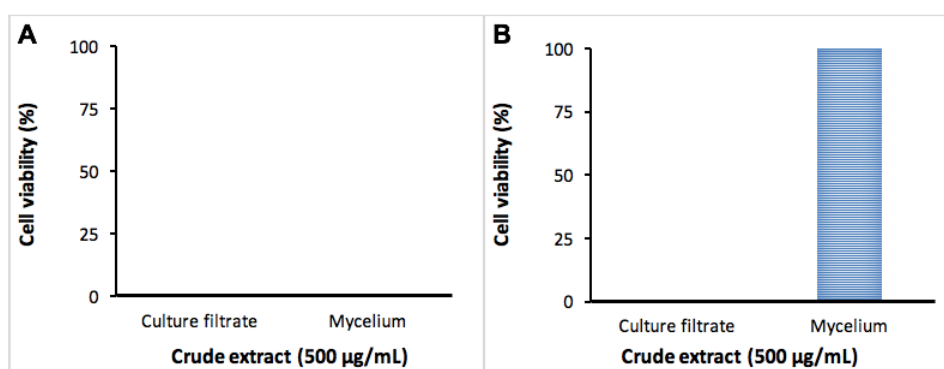 A
Cell viability (%)
100
75
50
25
0
Culture filtrate
Mycelium
Crude extract (500 µg/mL)
B
Cell viability (%)
100
75
50
25
0
Culture filtrate
Mycelium
Crude extract (500 µg/mL)